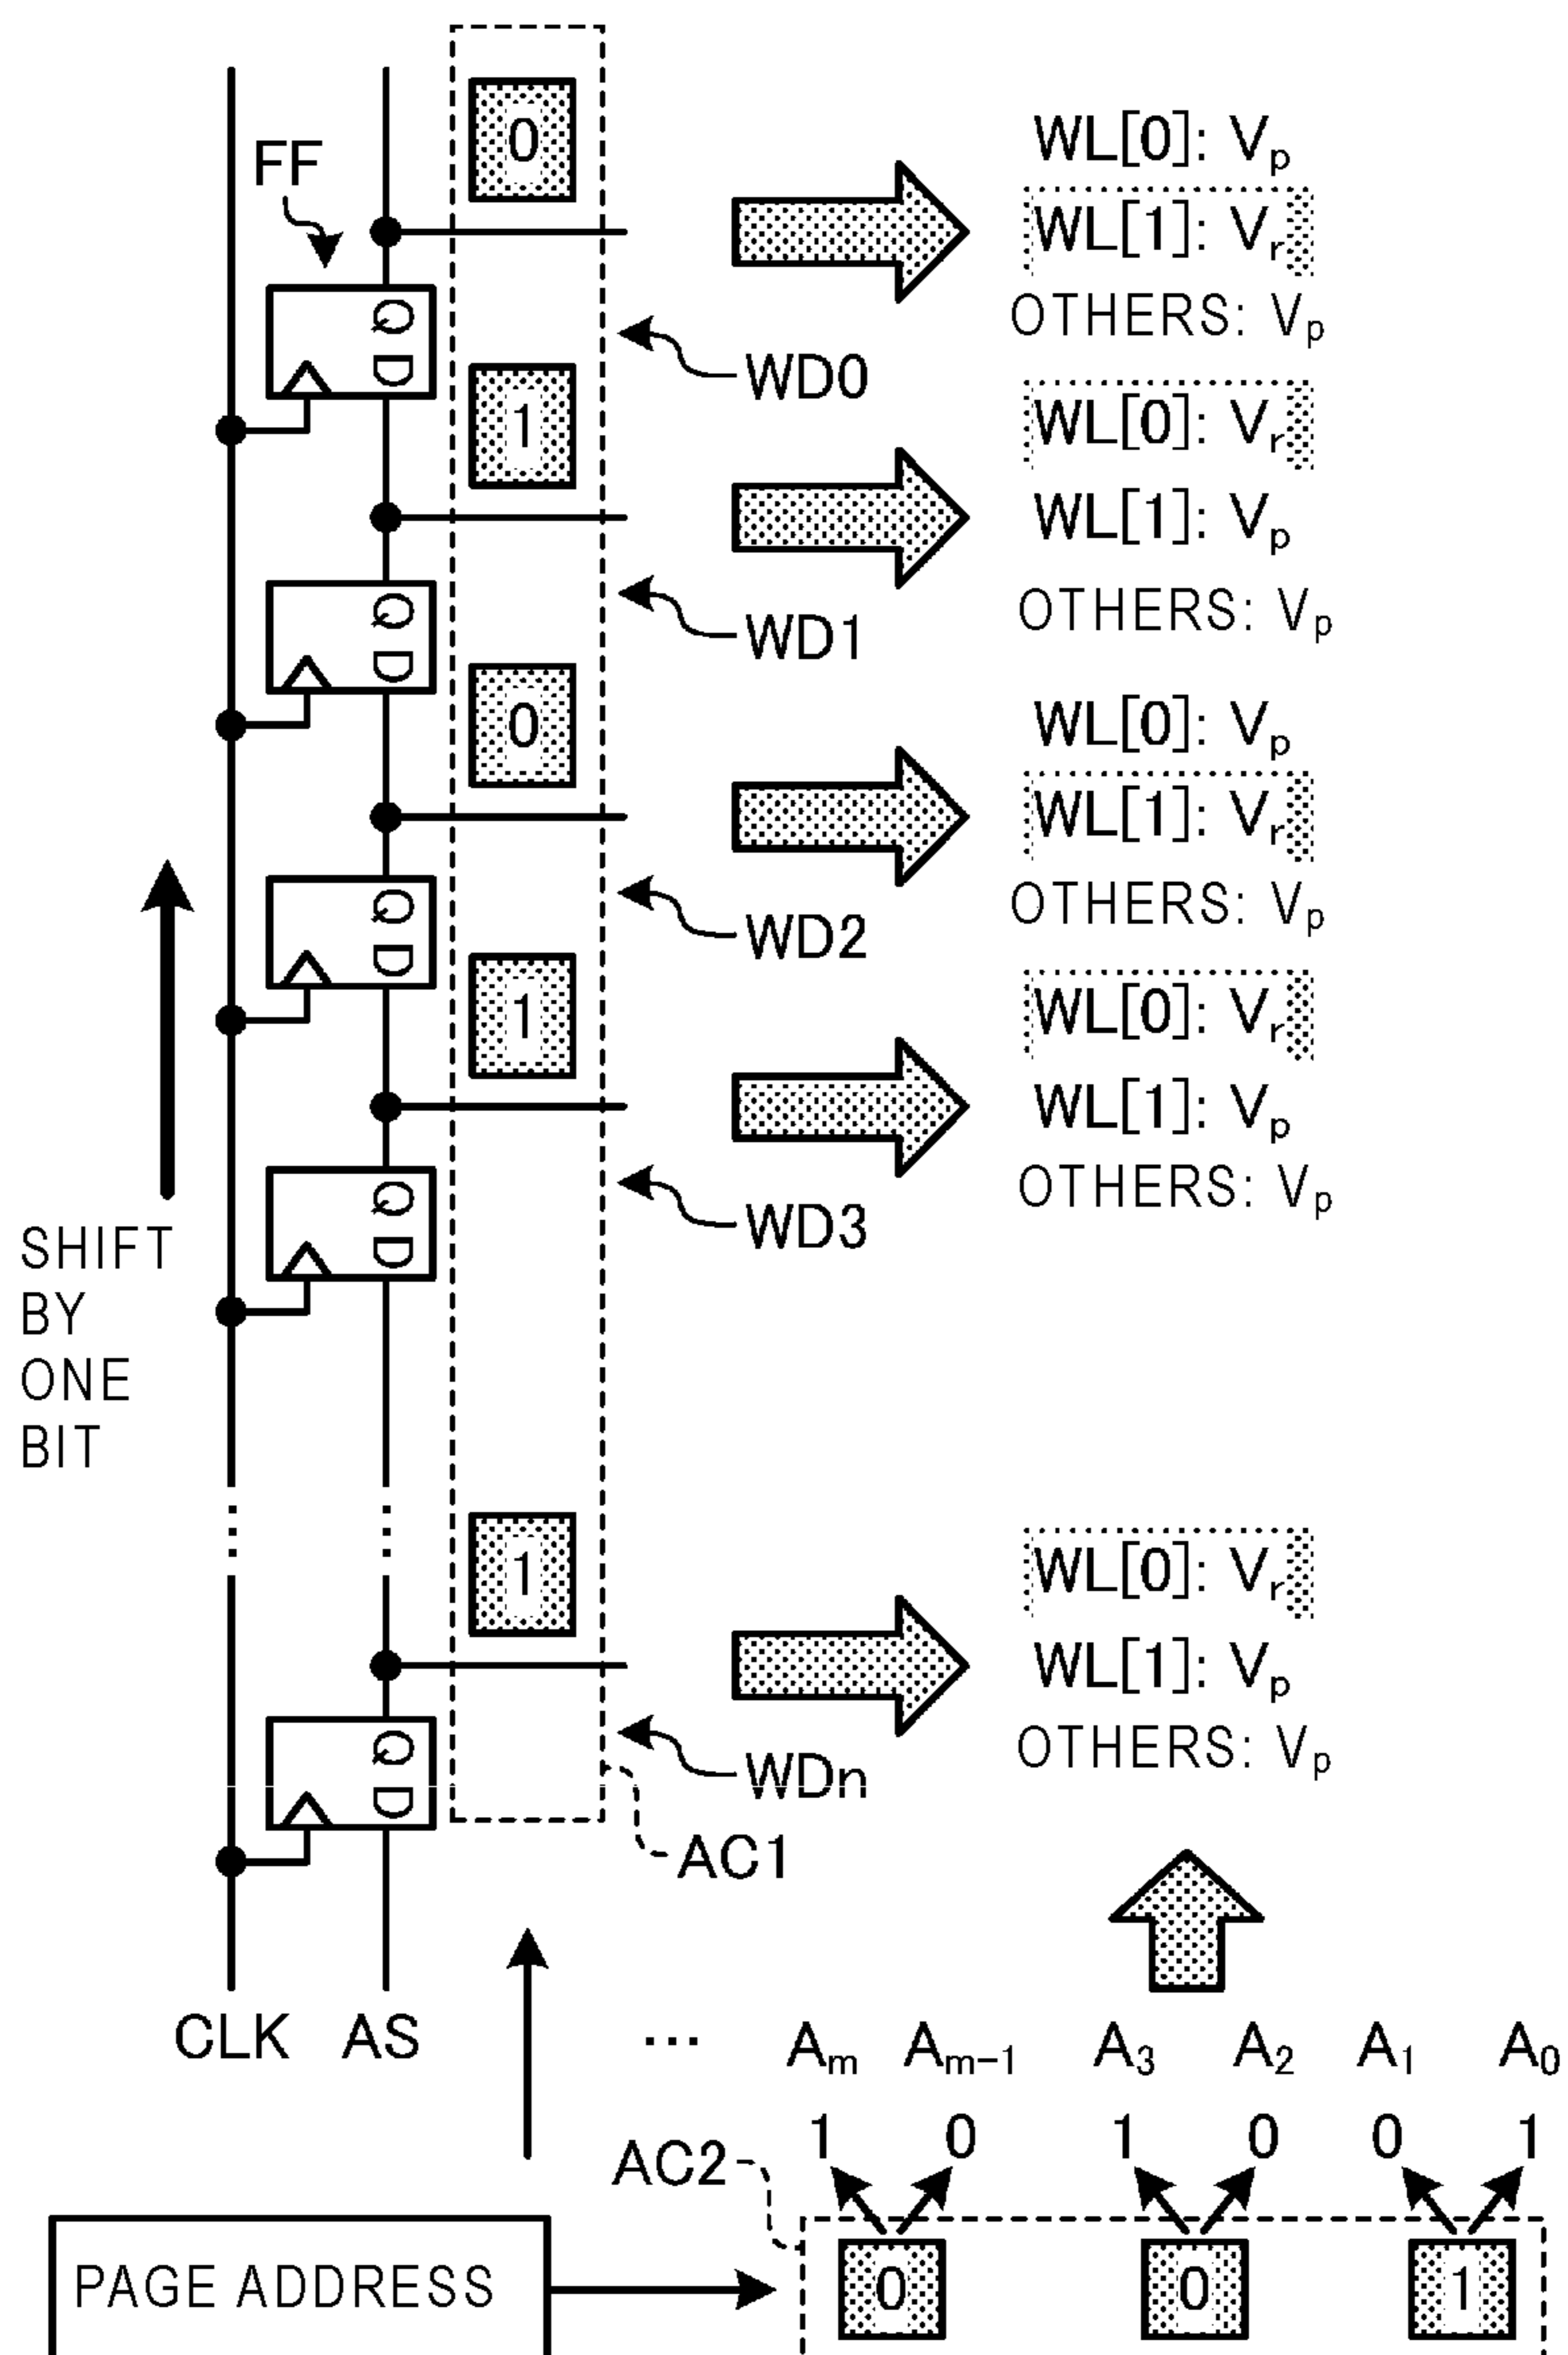 0
WL[0]: Vp
FF
WL[1]: Vr
OTHERS: Vp
Q D
WD0
1
WL[0]: Vr
WL[1]: Vp
OTHERS: Vp
Q D
WD1
0
WL[0]: Vp
WL[1]: Vr
OTHERS: Vp
Q D
WD2
1
WL[0]: Vr
WL[1]: Vp
OTHERS: Vp
Q D
WD3
SHIFT
BY
ONE
BIT
1
WL[0]: Vr
WL[1]: Vp
OTHERS: Vp
Q D
WDn
AC1
CLK AS
... Am Am-1 A3 A2 A1 A0
1 0 1 0 0 1
AC2
PAGE ADDRESS
0 0 1